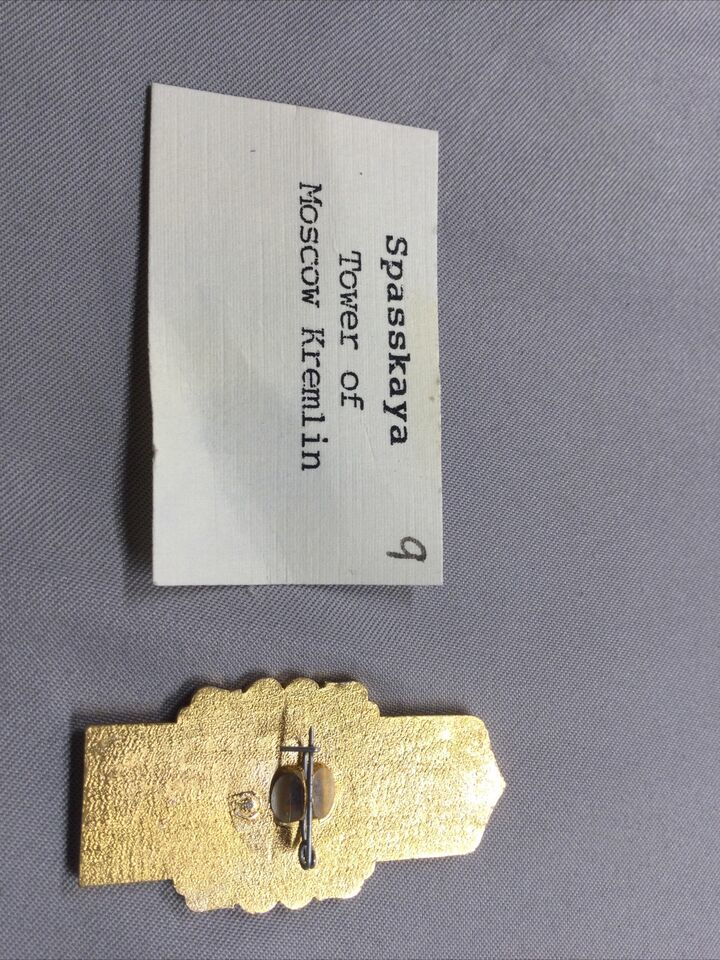 Spasskaya
Tower of
Moscow Kremlin
9